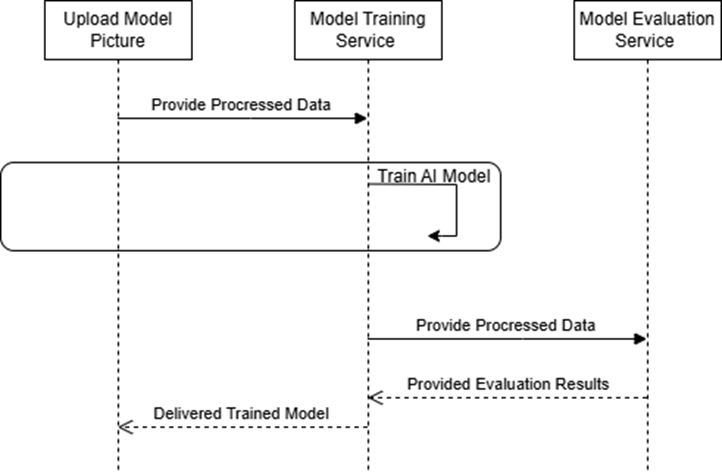 Upload Model
Picture
Model Training
Service
Model Evaluation
Service
Provide Procressed Data
Train AI Model
Provide Procressed Data
Provided Evaluation Results
Delivered Trained Model